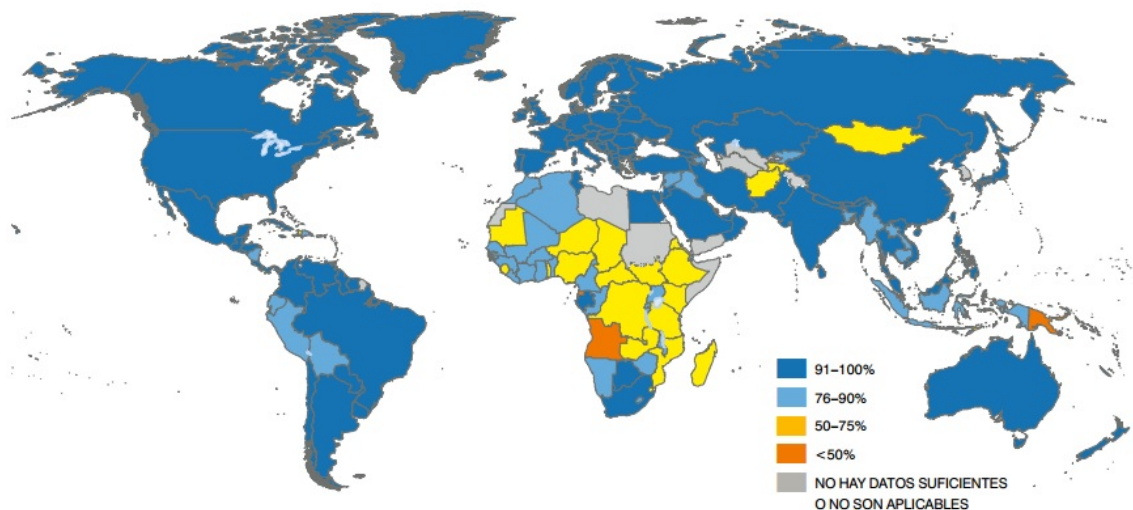 91–100%
76–90%
50–75%
<50%
NO HAY DATOS SUFICIENTES
O NO SON APLICABLES